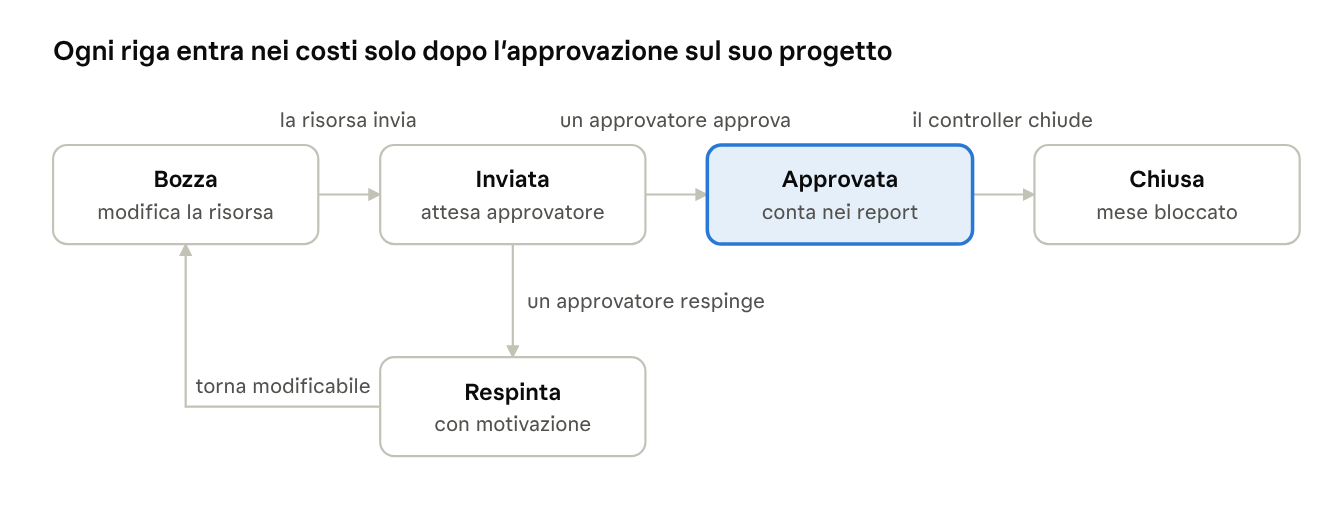 Ogni riga entra nei costi solo dopo l’approvazione sul suo progetto
la risorsa invia
un approvatore approva
il controller chiude
Bozza
modifica la risorsa
Inviata
attesa approvatore
Approvata
conta nei report
Chiusa
mese bloccato
un approvatore respinge
torna modificabile
Respinta
con motivazione